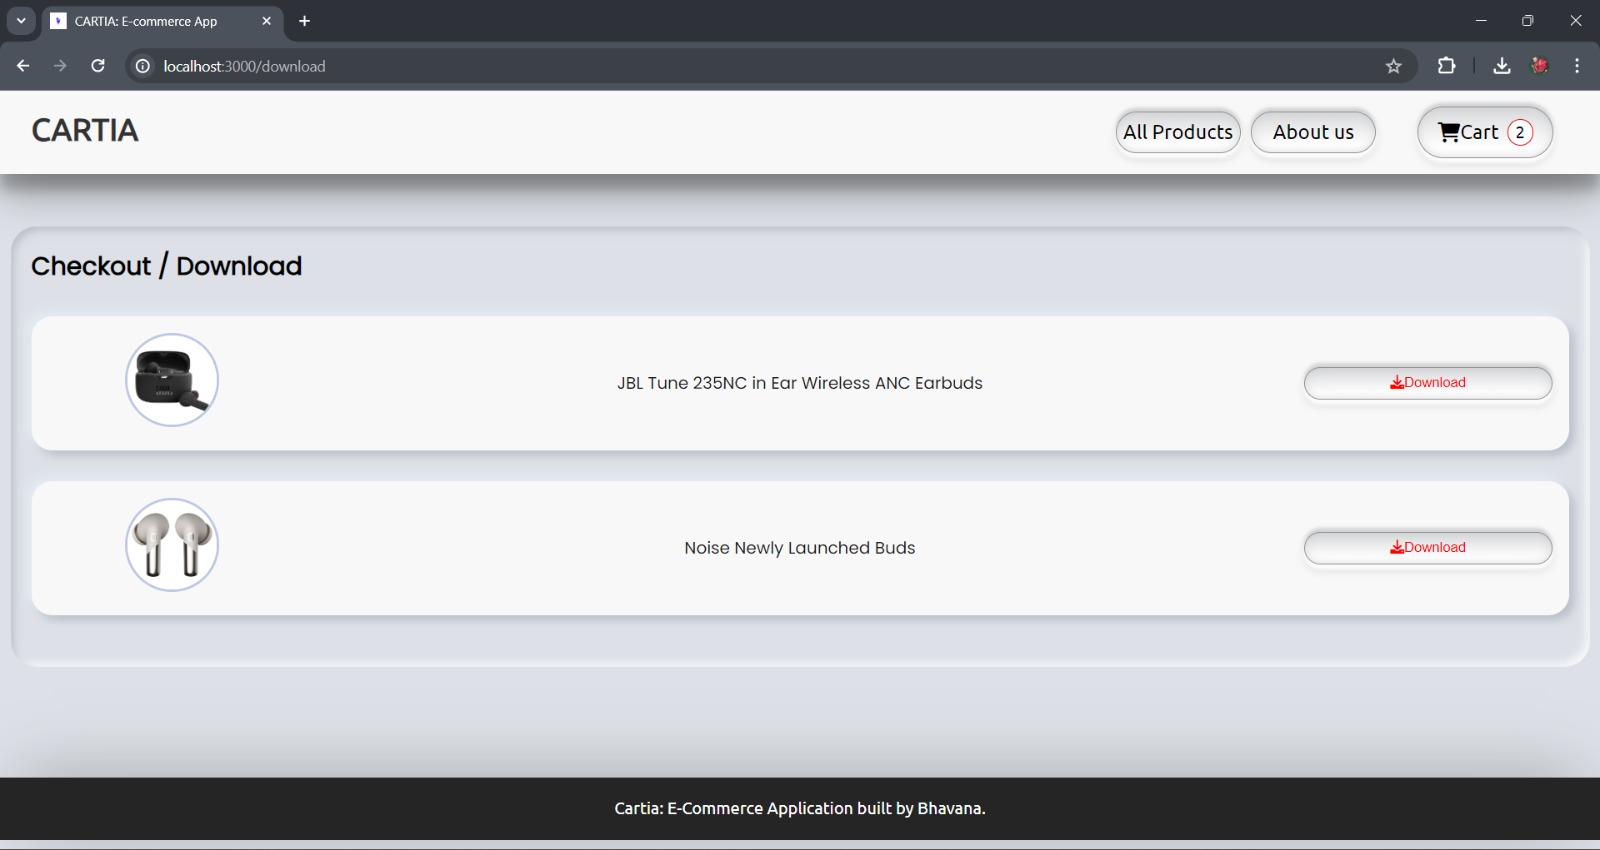 CARTIA: E-commerce App
localhost:3000/download
CARTIA
All Products
About us
Cart 2
Checkout / Download
JBL Tune 235NC in Ear Wireless ANC Earbuds
Download
Noise Newly Launched Buds
Download
Cartia: E-Commerce Application built by Bhavana.